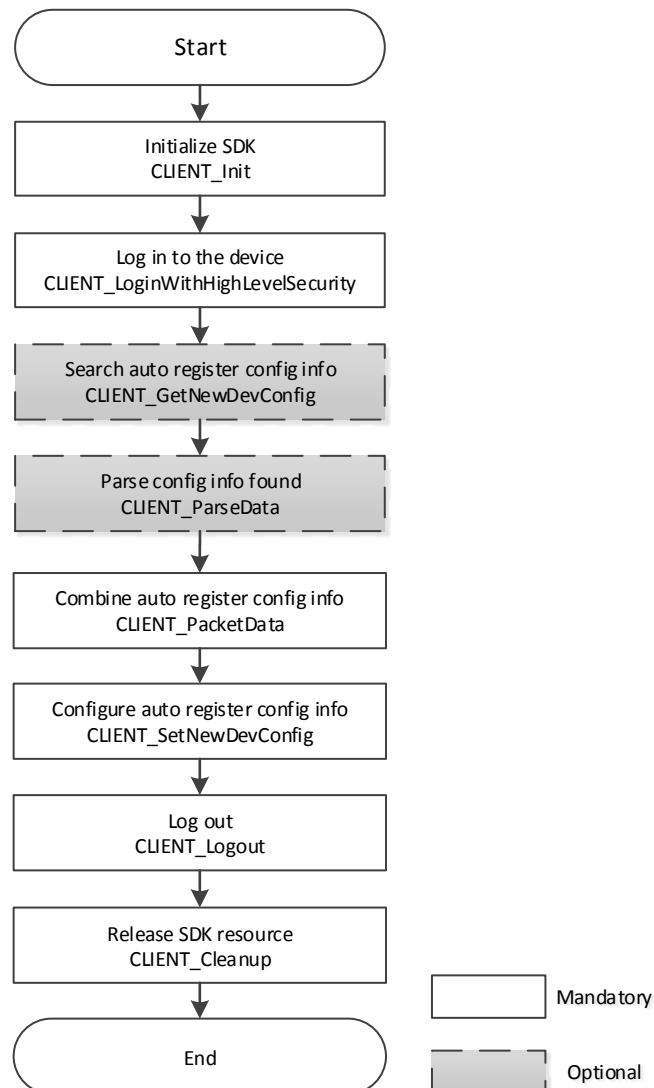 Start
Initialize SDK
CLIENT_Init
Log in to the device
CLIENT_LoginWithHighLevelSecurity
Search auto register config info
CLIENT_GetNewDevConfig
Parse config info found
CLIENT_ParseData
Combine auto register config info
CLIENT_PacketData
Configure auto register config info
CLIENT_SetNewDevConfig
Log out
CLIENT_Logout
Release SDK resource
CLIENT_Cleanup
End
Mandatory
Optional